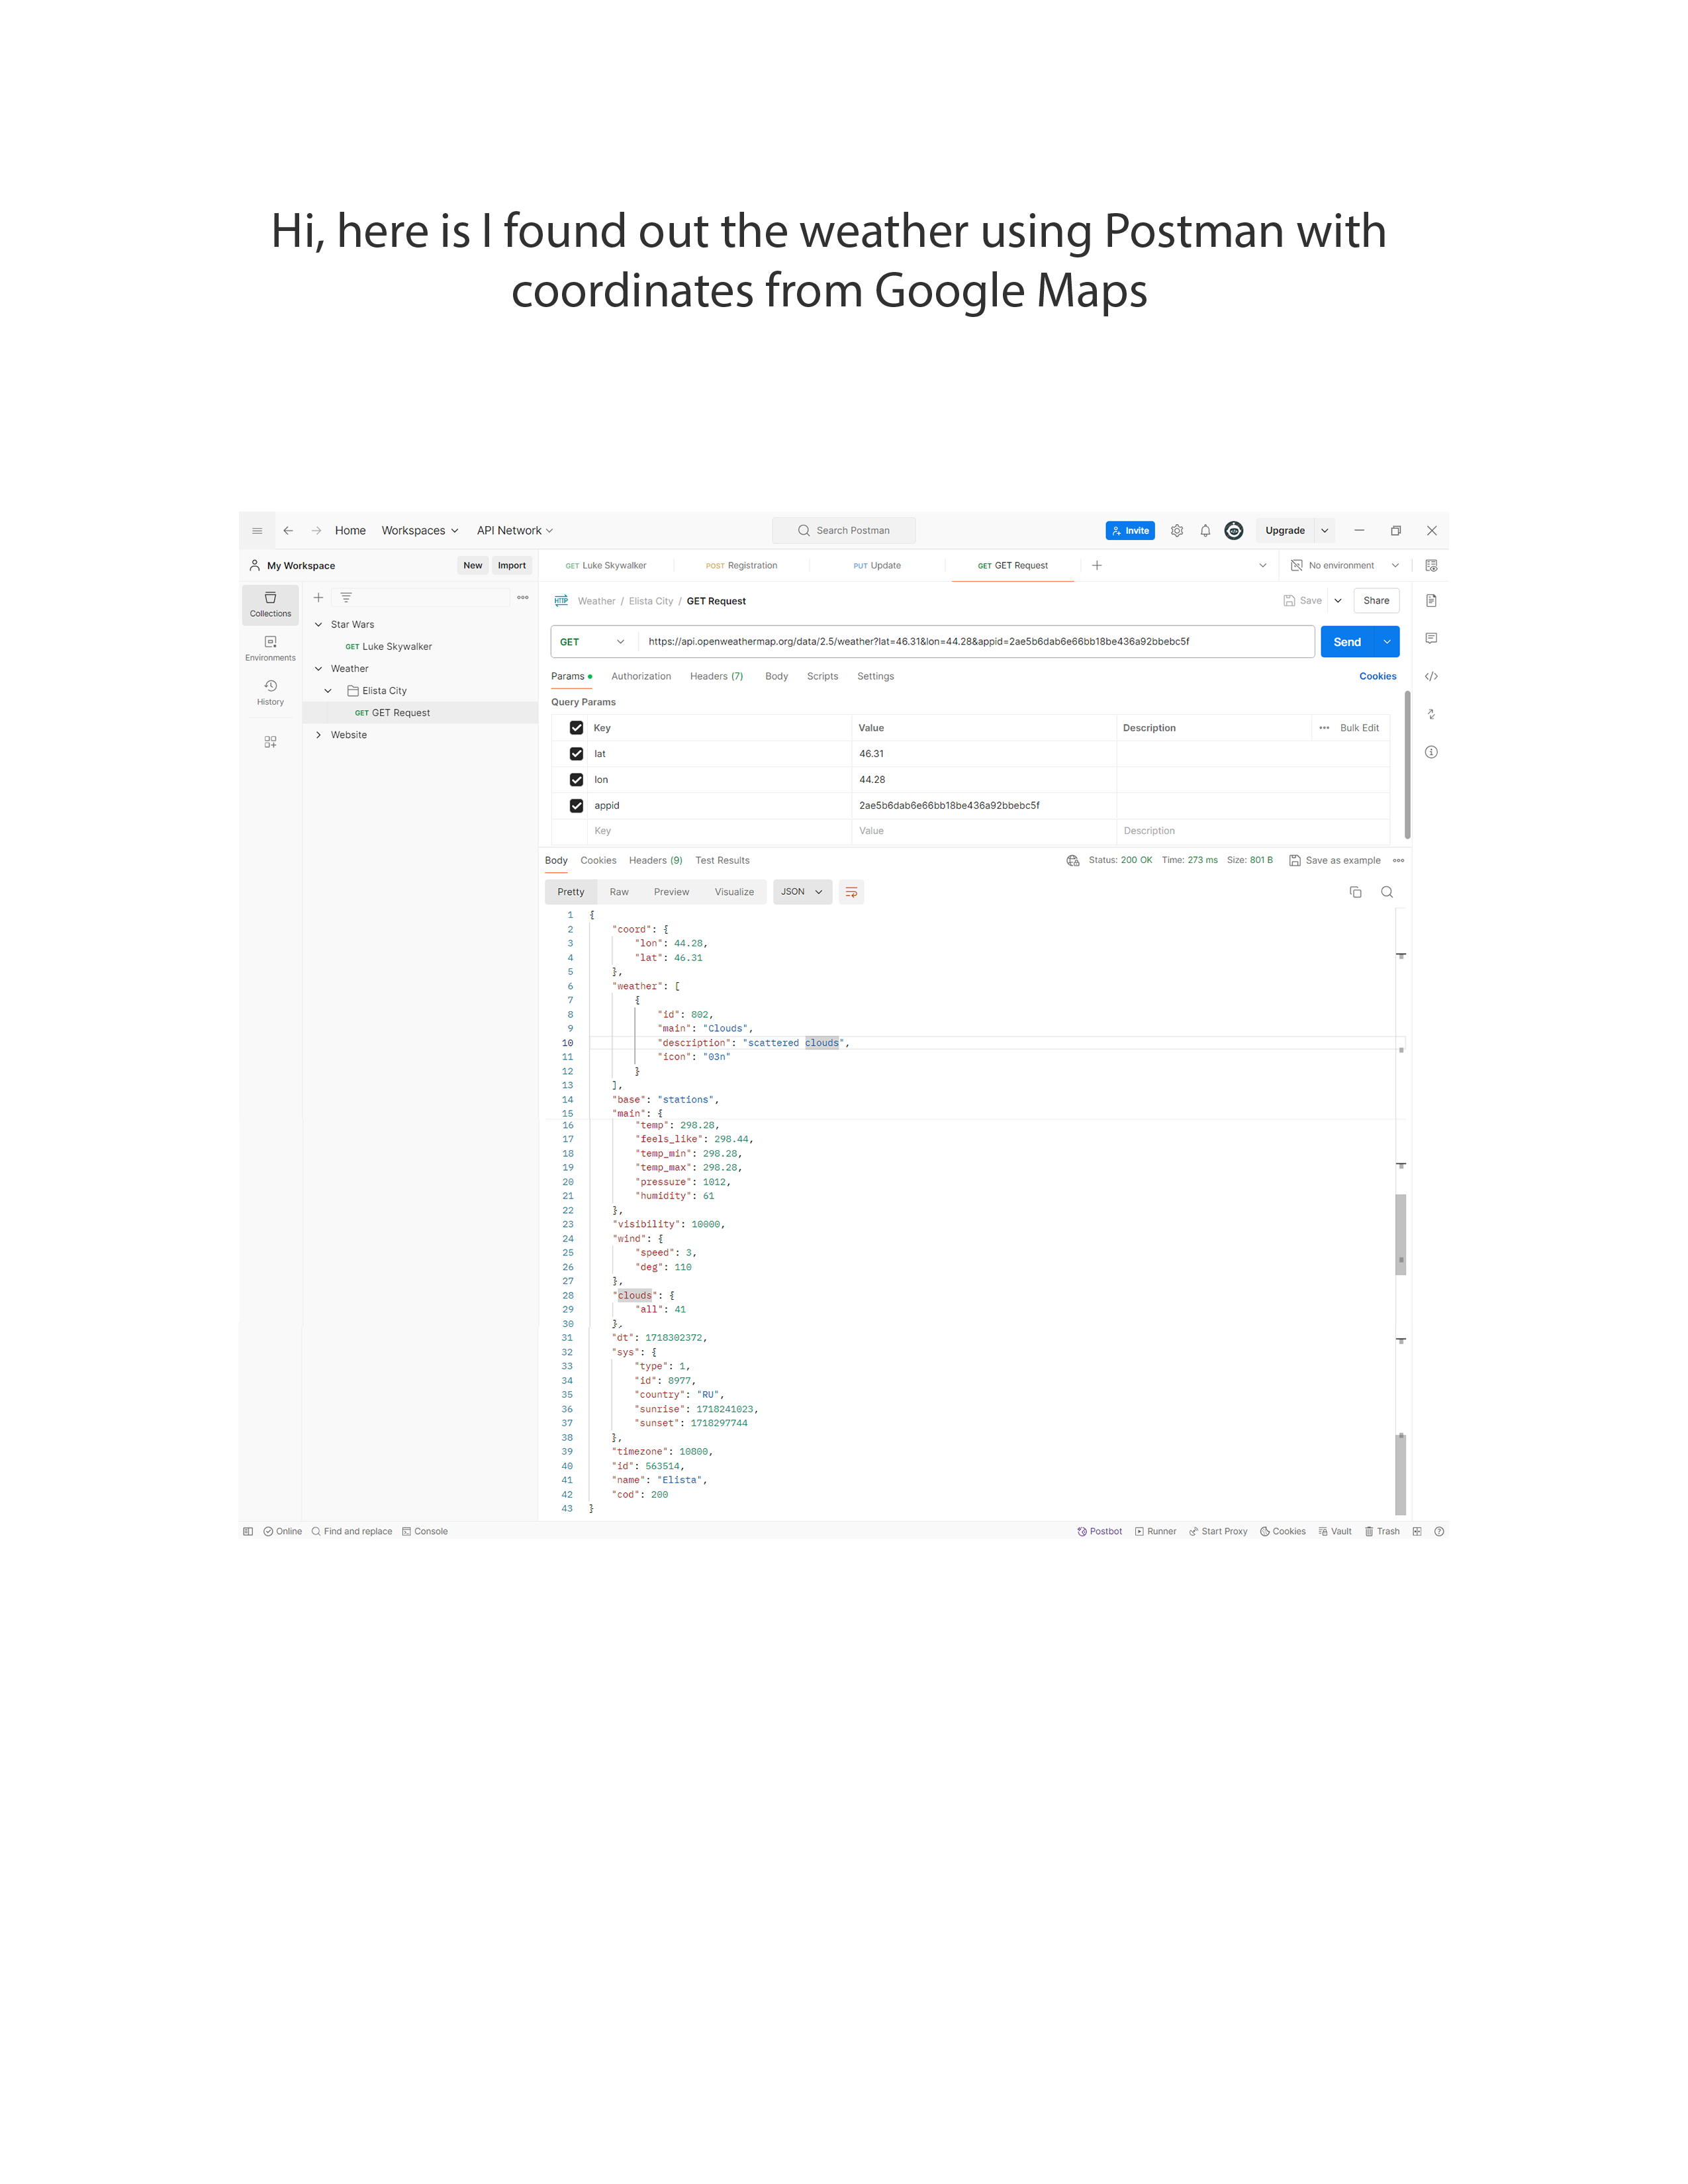 Hi, here is I found out the weather using Postman with
coordinates from Google Maps
Home Workspaces API Network Search Postman Invite Upgrade
My Workspace New Import GET Luke Skywalker POST Registration PUT Update GET GET Request No environment
Collections
Environments
History
Star Wars
GET Luke Skywalker
Weather
Elista City
GET GET Request
Website
HTTP Weather / Elista City / GET Request Save Share
GET https://api.openweathermap.org/data/2.5/weather?lat=46.31&lon=44.28&appid=2ae5b6dab6e66bb18be436a92bbebc5f Send
Params Authorization Headers (7) Body Scripts Settings Cookies
Query Params
Key Value Description Bulk Edit
lat 46.31
lon 44.28
appid 2ae5b6dab6e66bb18be436a92bbebc5f
Key Value Description
Body Cookies Headers (9) Test Results Status: 200 OK Time: 273 ms Size: 801 B Save as example
Pretty Raw Preview Visualize JSON
1 {
2 "coord": {
3 "lon": 44.28,
4 "lat": 46.31
5 },
6 "weather": [
7 {
8 "id": 802,
9 "main": "Clouds",
10 "description": "scattered clouds",
11 "icon": "03n"
12 }
13 ],
14 "base": "stations",
15 "main": {
16 "temp": 298.28,
17 "feels_like": 298.44,
18 "temp_min": 298.28,
19 "temp_max": 298.28,
20 "pressure": 1012,
21 "humidity": 61
22 },
23 "visibility": 10000,
24 "wind": {
25 "speed": 3,
26 "deg": 110
27 },
28 "clouds": {
29 "all": 41
30 },
31 "dt": 1718302372,
32 "sys": {
33 "type": 1,
34 "id": 8977,
35 "country": "RU",
36 "sunrise": 1718241023,
37 "sunset": 1718297744
38 },
39 "timezone": 10800,
40 "id": 563514,
41 "name": "Elista",
42 "cod": 200
43 }
Online Find and replace Console Postbot Runner Start Proxy Cookies Vault Trash